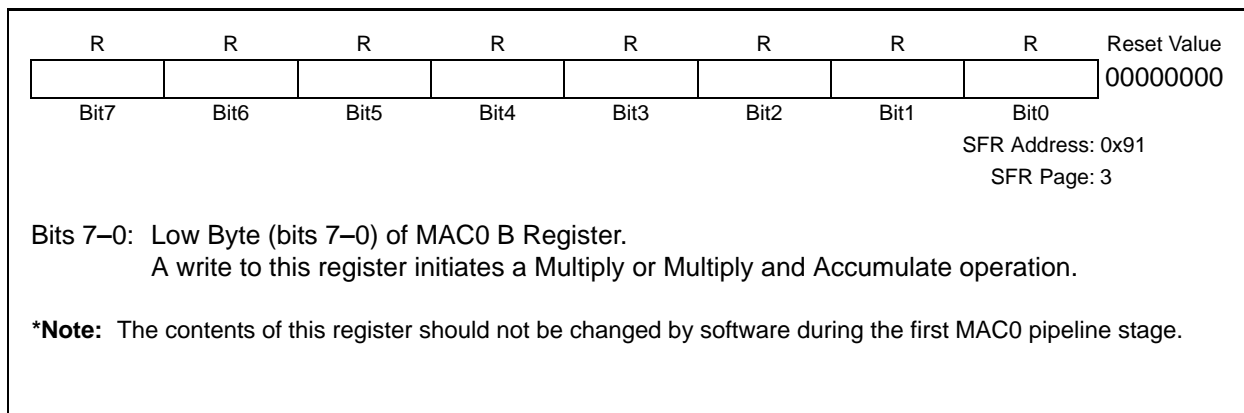 R R R R R R R R Reset Value
00000000
Bit7 Bit6 Bit5 Bit4 Bit3 Bit2 Bit1 Bit0
SFR Address: 0x91
SFR Page: 3
Bits 7–0: Low Byte (bits 7–0) of MAC0 B Register.
A write to this register initiates a Multiply or Multiply and Accumulate operation.
*Note: The contents of this register should not be changed by software during the first MAC0 pipeline stage.